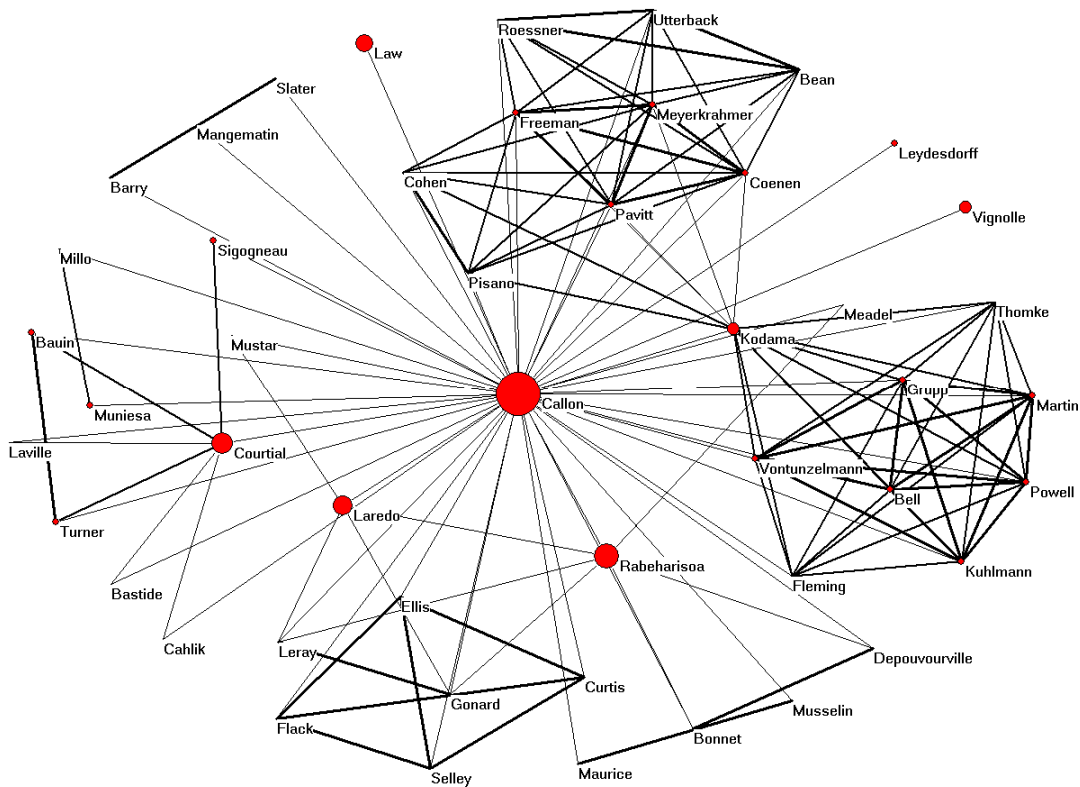 Utterback
Roessner
Law
Bean
Slater
Meyerkrahmer
Freeman
Mangematin
Leydesdorff
Cohen
Coenen
Barry
Pavitt
Vignolle
Sigogneau
Millo
Pisano
Meadel
Thomke
Kodama
Bauin
Mustar
Grupp
Callon
Martin
Muniesa
Laville
Courtial
Vontunzelmann
Powell
Bell
Laredo
Turner
Rabeharisoa
Kuhlmann
Fleming
Bastide
Ellis
Cahlik
Leray
Depouvourville
Curtis
Gonard
Musselin
Flack
Bonnet
Maurice
Selley